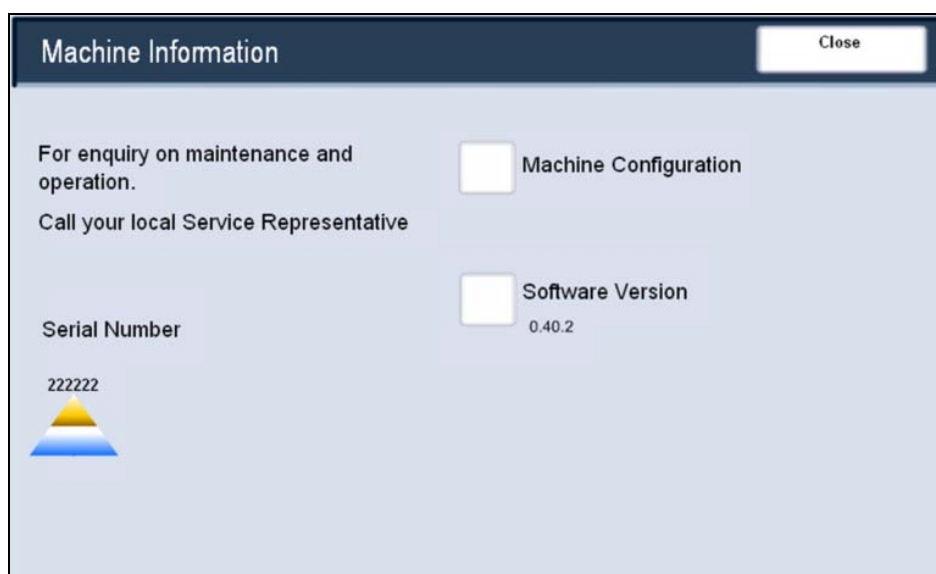 Machine Information
Close
For enquiry on maintenance and
operation.
Call your local Service Representative
Machine Configuration
Software Version
0.40.2
Serial Number
222222